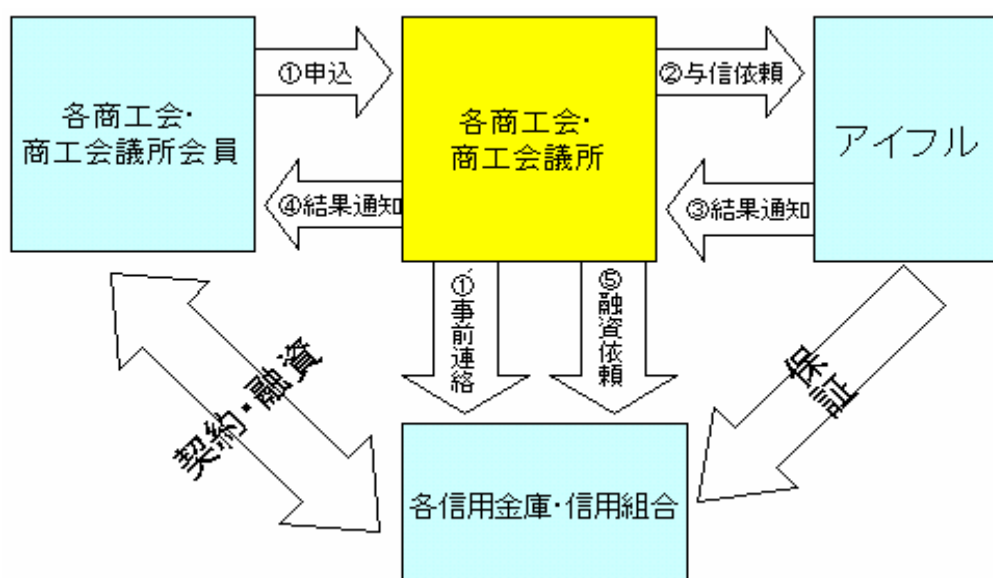 ①申込
②与信依頼
各商工会・
商工会議所会員
各商工会・
商工会議所
アイフル
④結果通知
③結果通知
①´事前連絡
⑤融資依頼
契約・融資
保証
各信用金庫・信用組合